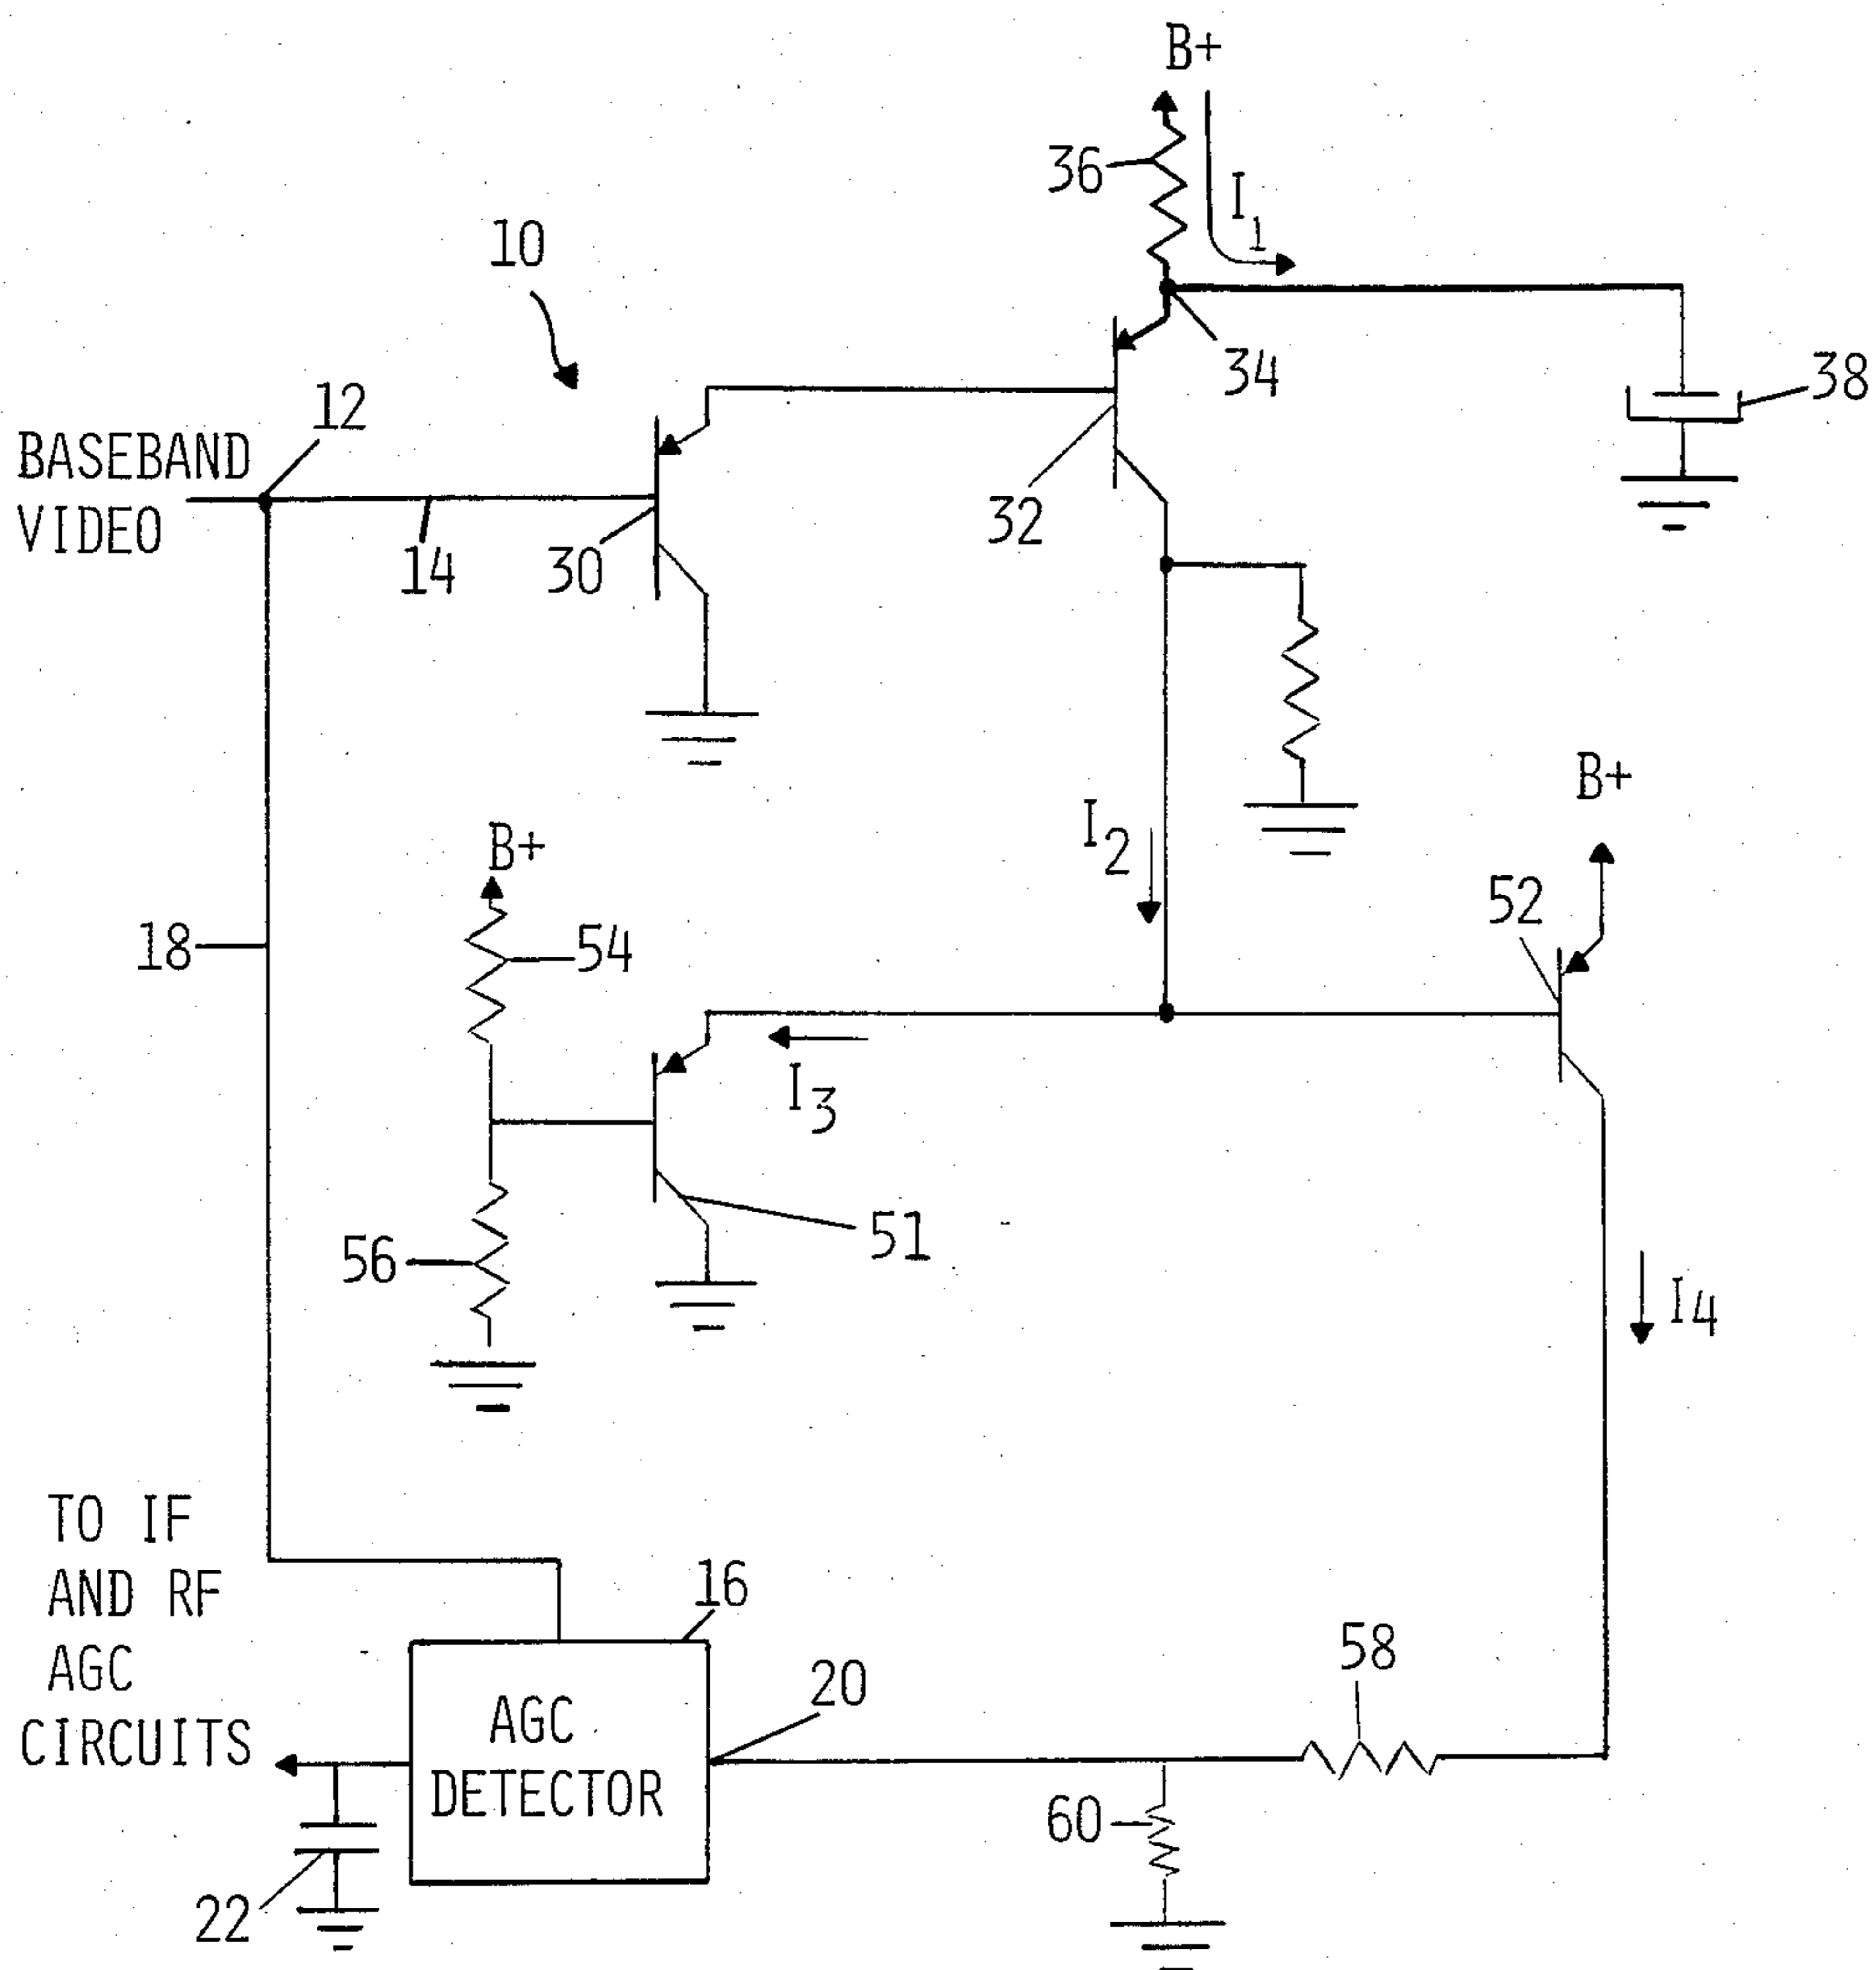 B+
36
I1
10
34
38
12
BASEBAND
VIDEO
32
14
30
B+
I2
B+
52
18
54
I3
51
56
I4
TO IF
AND RF
AGC
CIRCUITS
16
58
20
AGC
DETECTOR
60
22